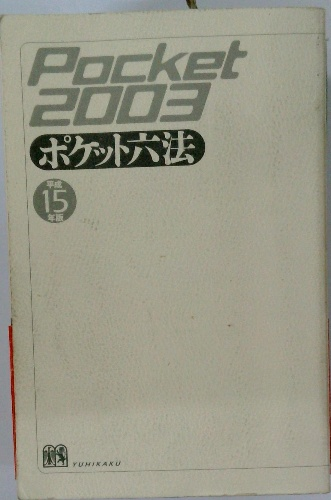 Pocket
2003
ポケット六法
平成
15
年版
YUHIKAKU